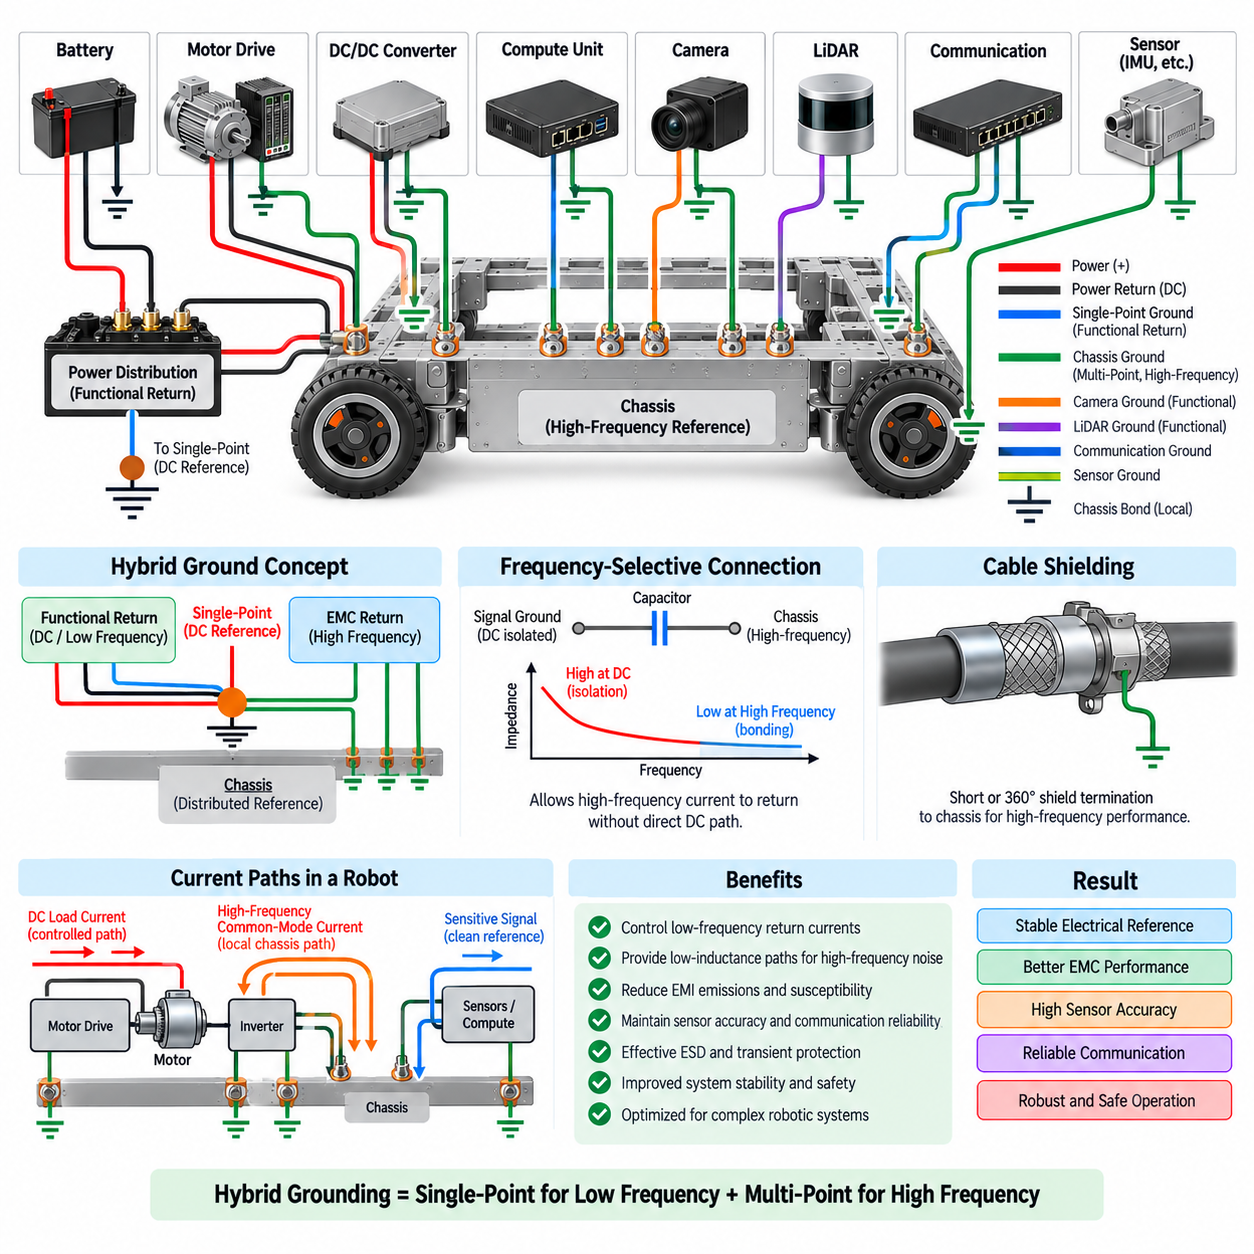 Battery
Motor Drive
DC/DC Converter
Compute Unit
Camera
LiDAR
Communication
Sensor
(IMU, etc.)
Power (+)
Power Return (DC)
Single-Point Ground
(Functional Return)
Chassis Ground
(Multi-Point, High-Frequency)
Camera Ground (Functional)
LiDAR Ground (Functional)
Communication Ground
Sensor Ground
Chassis Bond (Local)
Power Distribution
(Functional Return)
To Single-Point
(DC Reference)
Chassis
(High-Frequency Reference)
Hybrid Ground Concept
Functional Return
(DC / Low Frequency)
Single-Point
(DC Reference)
EMC Return
(High Frequency)
Chassis
(Distributed Reference)
Frequency-Selective Connection
Capacitor
Signal Ground
(DC isolated)
Chassis
(High-frequency)
High at DC
(isolation)
Low at High Frequency
(bonding)
Impedance
Frequency
Allows high-frequency current to return
without direct DC path.
Cable Shielding
Short or 360° shield termination
to chassis for high-frequency performance.
Current Paths in a Robot
DC Load Current
(controlled path)
High-Frequency
Common-Mode Current
(local chassis path)
Sensitive Signal
(clean reference)
Motor Drive
Motor
Inverter
Sensors /
Compute
Chassis
Benefits
Control low-frequency return currents
Provide low-inductance paths for high-frequency noise
Reduce EMI emissions and susceptibility
Maintain sensor accuracy and communication reliability
Effective ESD and transient protection
Improved system stability and safety
Optimized for complex robotic systems
Result
Stable Electrical Reference
Better EMC Performance
High Sensor Accuracy
Reliable Communication
Robust and Safe Operation
Hybrid Grounding = Single-Point for Low Frequency + Multi-Point for High Frequency